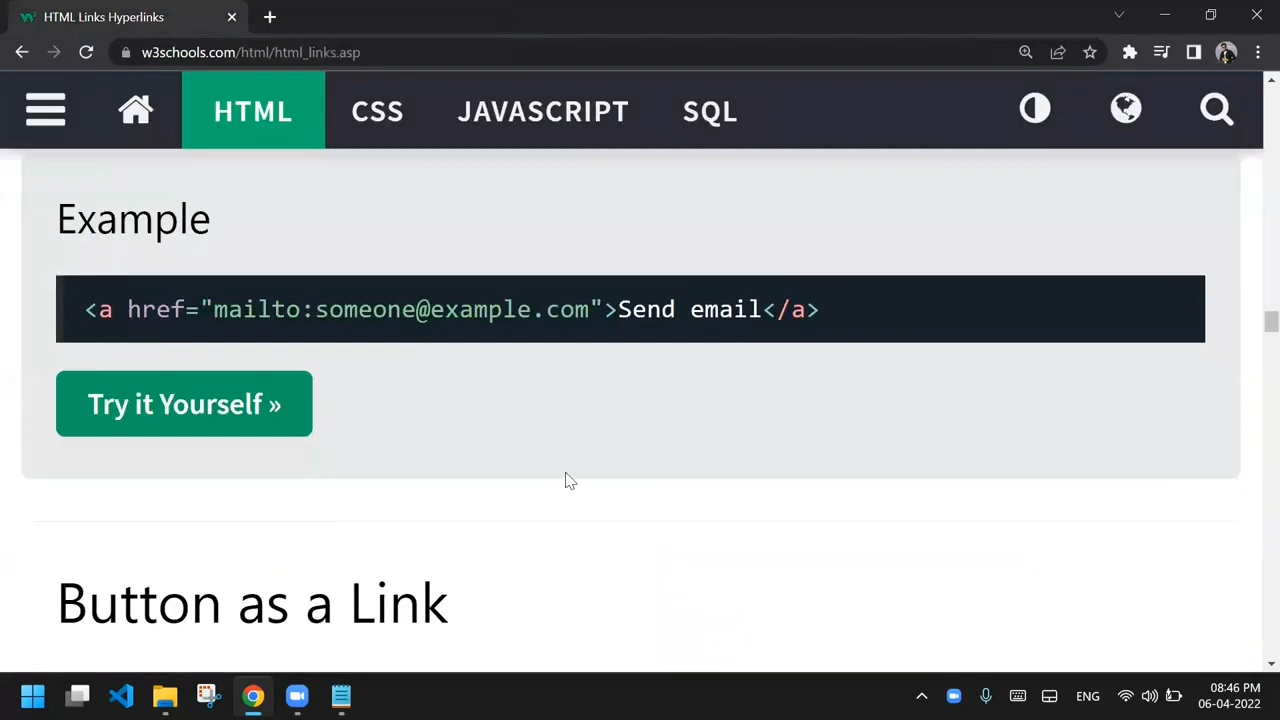 HTML Links Hyperlinks
w3schools.com/html/html_links.asp
HTML CSS JAVASCRIPT SQL
Example
<a href="mailto:someone@example.com">Send email</a>
Try it Yourself »
Button as a Link
ENG
08:46 PM
06-04-2022